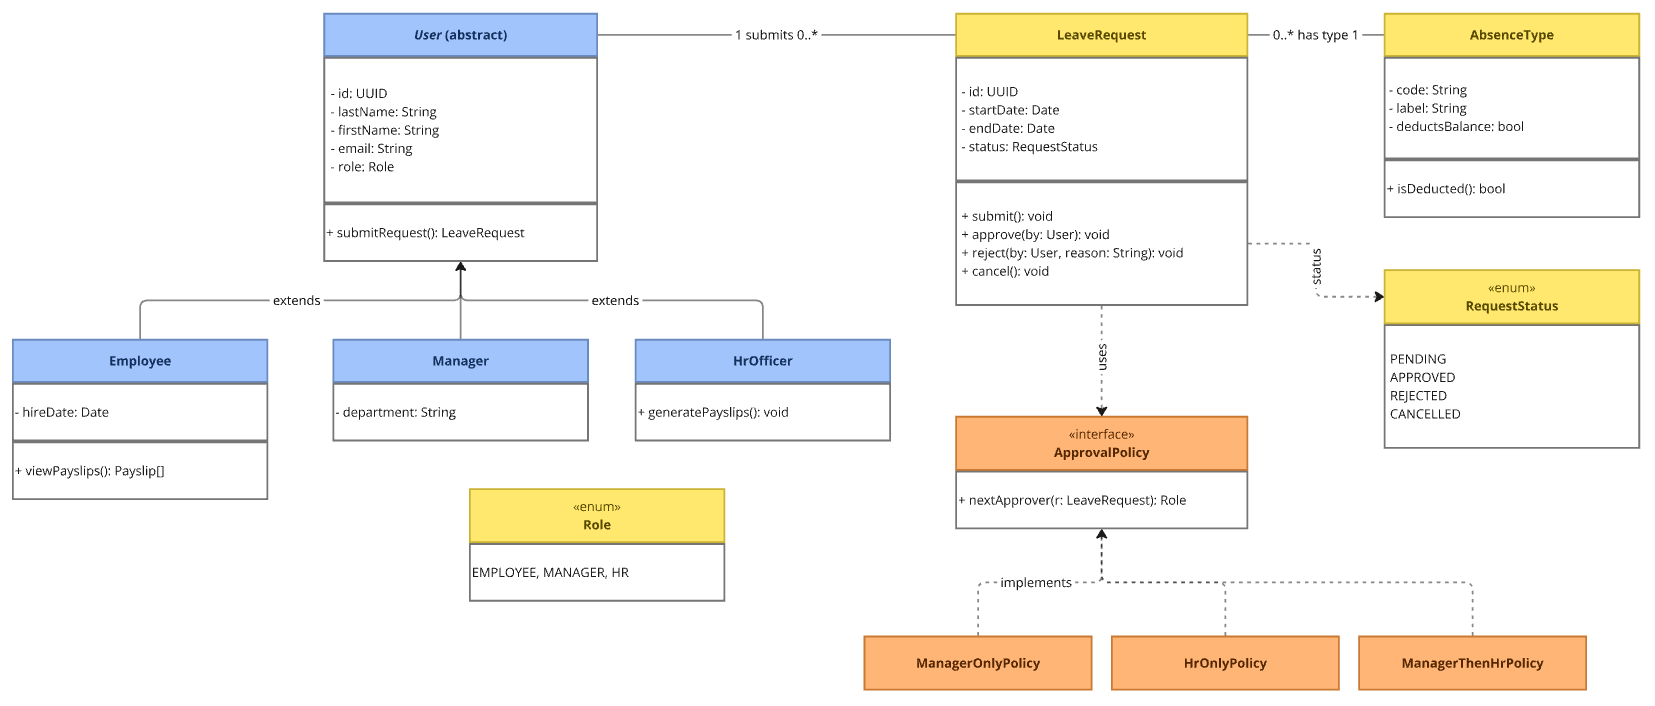 User (abstract)
1 submits 0..*
LeaveRequest
0..* has type 1
AbsenceType
- id: UUID
- lastName: String
- firstName: String
- email: String
- role: Role
+ submitRequest(): LeaveRequest
- id: UUID
- startDate: Date
- endDate: Date
- status: RequestStatus
+ submit(): void
+ approve(by: User): void
+ reject(by: User, reason: String): void
+ cancel(): void
- code: String
- label: String
- deductsBalance: bool
+ isDeducted(): bool
status
«enum»
RequestStatus
PENDING
APPROVED
REJECTED
CANCELLED
extends
extends
Employee
- hireDate: Date
+ viewPayslips(): Payslip[]
Manager
- department: String
HrOfficer
+ generatePayslips(): void
uses
«interface»
ApprovalPolicy
+ nextApprover(r: LeaveRequest): Role
«enum»
Role
EMPLOYEE, MANAGER, HR
implements
ManagerOnlyPolicy
HrOnlyPolicy
ManagerThenHrPolicy